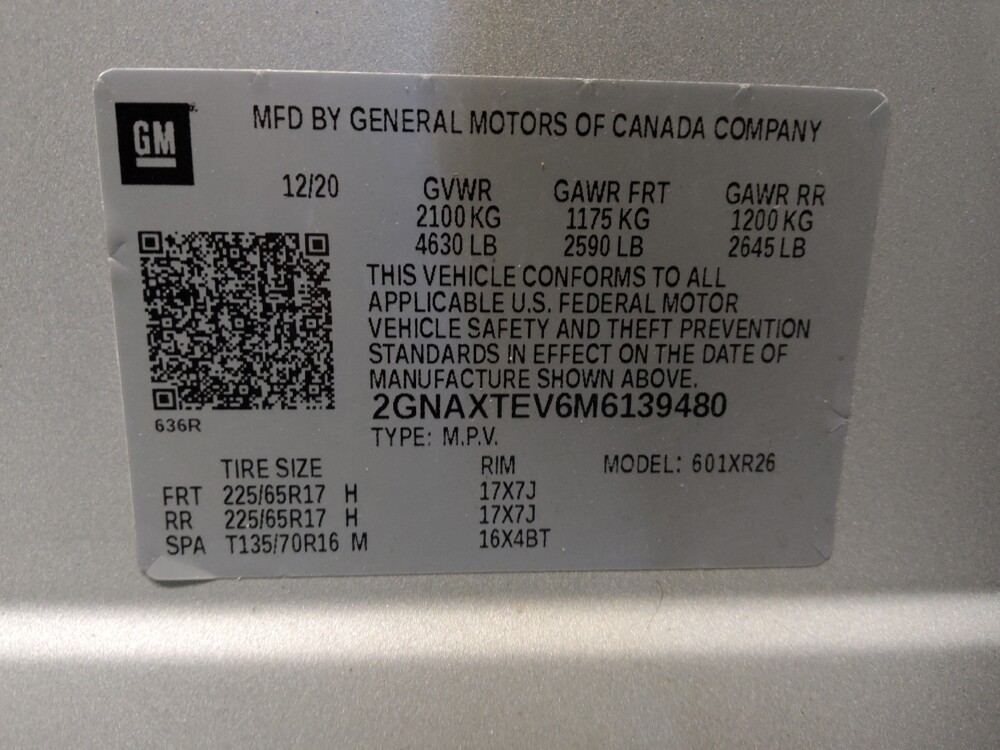 GM
MFD BY GENERAL MOTORS OF CANADA COMPANY
12/20 GVWR GAWR FRT GAWR RR
2100 KG 1175 KG 1200 KG
4630 LB 2590 LB 2645 LB
THIS VEHICLE CONFORMS TO ALL
APPLICABLE U.S. FEDERAL MOTOR
VEHICLE SAFETY AND THEFT PREVENTION
STANDARDS IN EFFECT ON THE DATE OF
MANUFACTURE SHOWN ABOVE.
2GNAXTEV6M6139480
636R
TYPE: M.P.V.
TIRE SIZE RIM MODEL: 601XR26
FRT 225/65R17 H 17X7J
RR 225/65R17 H 17X7J
SPA T135/70R16 M 16X4BT